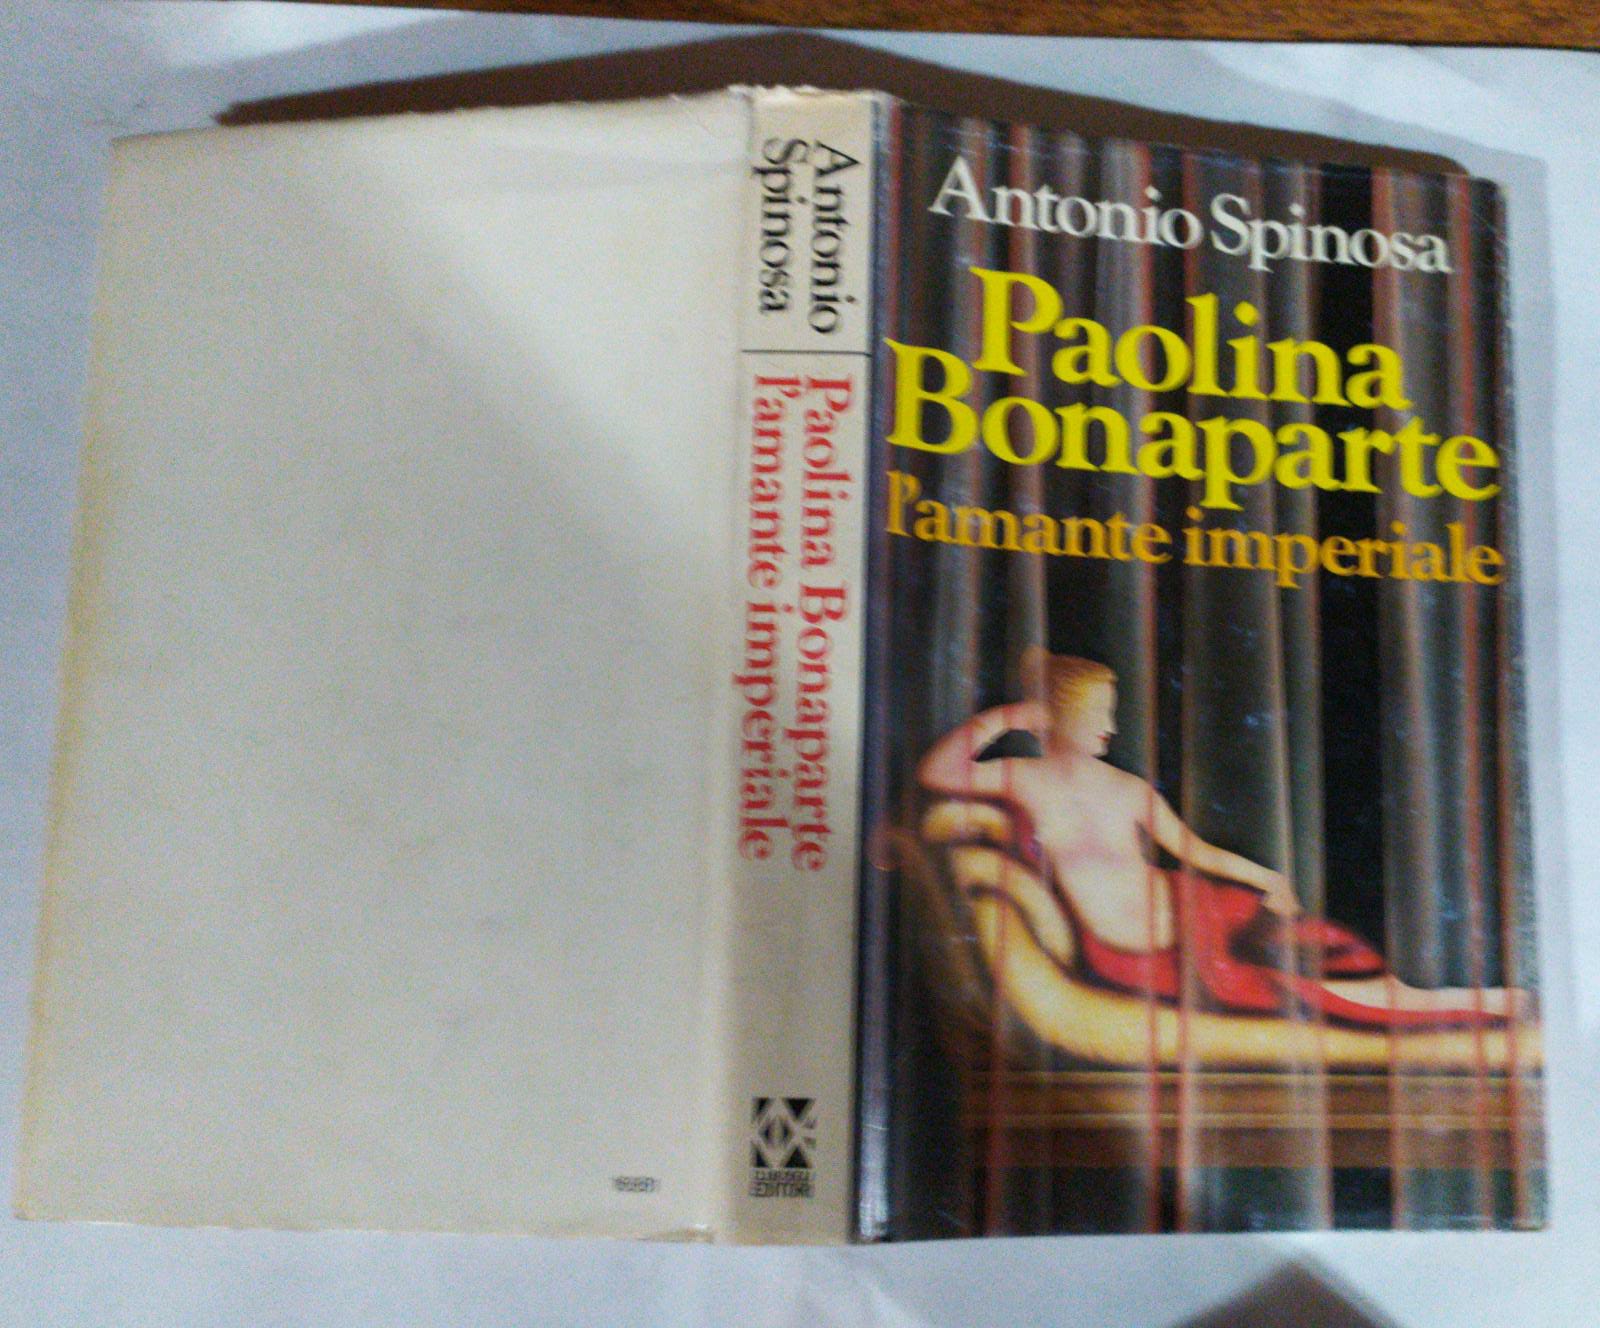 Antonio
Spinosa
Paolina Bonaparte
l'amante imperiale
Antonio Spinosa
Paolina
Bonaparte
l'amante imperiale